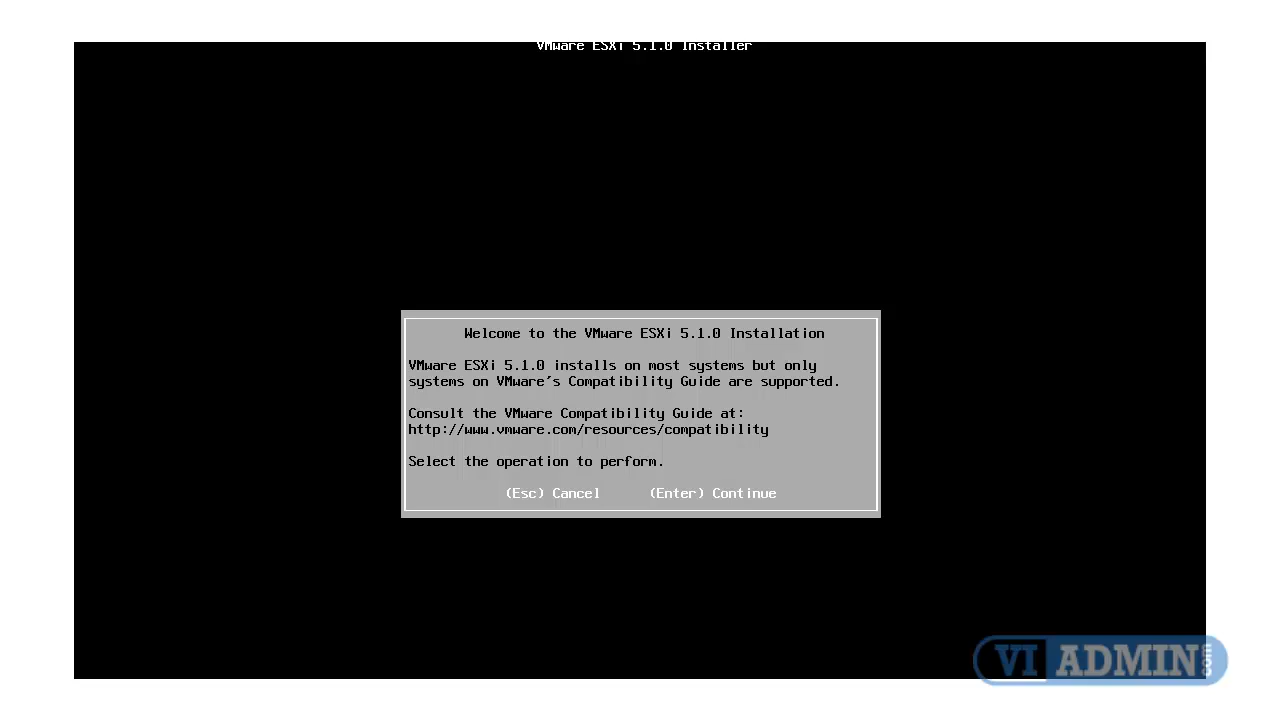 VMware ESXi 5.1.0 Installer
Welcome to the VMware ESXi 5.1.0 Installation
VMware ESXi 5.1.0 installs on most systems but only
systems on VMware's Compatibility Guide are supported.
Consult the VMware Compatibility Guide at:
http://www.vmware.com/resources/compatibility
Select the operation to perform.
(Esc) Cancel (Enter) Continue
VI ADMIN.com